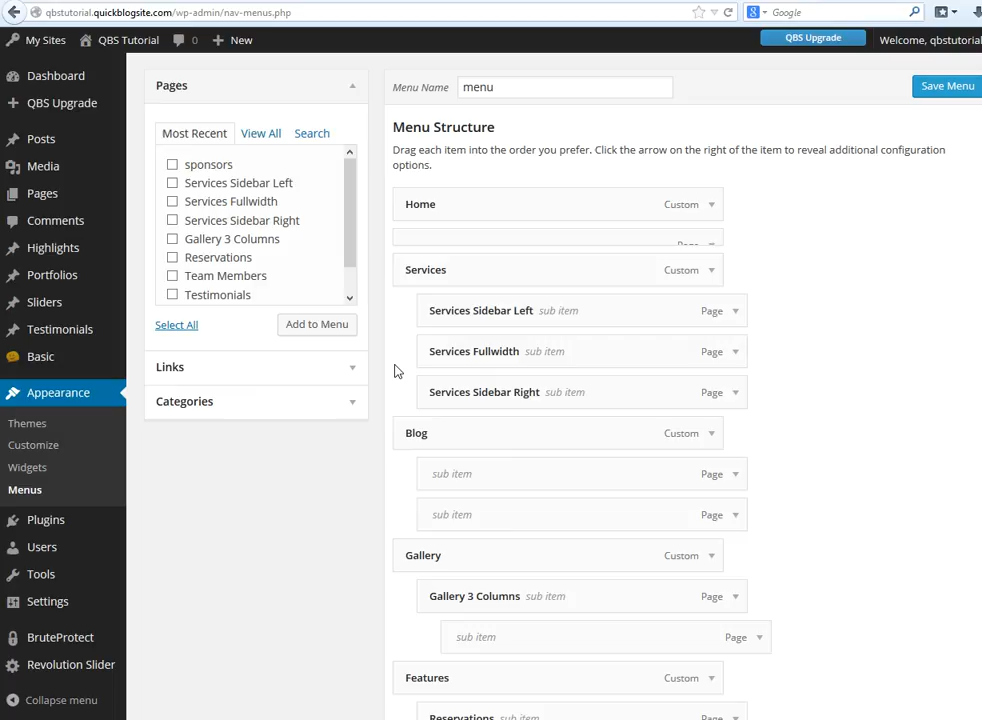 qbstutorial.quickblogsite.com/wp-admin/nav-menus.php
Google
My Sites
QBS Tutorial
0
New
QBS Upgrade
Welcome, qbstutorial
Dashboard
QBS Upgrade
Posts
Media
Pages
Comments
Highlights
Portfolios
Sliders
Testimonials
Basic
Appearance
Themes
Customize
Widgets
Menus
Plugins
Users
Tools
Settings
BruteProtect
Revolution Slider
Collapse menu
Pages
Most Recent View All Search
sponsors
Services Sidebar Left
Services Fullwidth
Services Sidebar Right
Gallery 3 Columns
Reservations
Team Members
Testimonials
Select All
Add to Menu
Links
Categories
Menu Name menu
Save Menu
Menu Structure
Drag each item into the order you prefer. Click the arrow on the right of the item to reveal additional configuration
options.
Home Custom
Page
Services Custom
Services Sidebar Left sub item Page
Services Fullwidth sub item Page
Services Sidebar Right sub item Page
Blog Custom
sub item Page
sub item Page
Gallery Custom
Gallery 3 Columns sub item Page
sub item Page
Features Custom
Reservations sub item Page